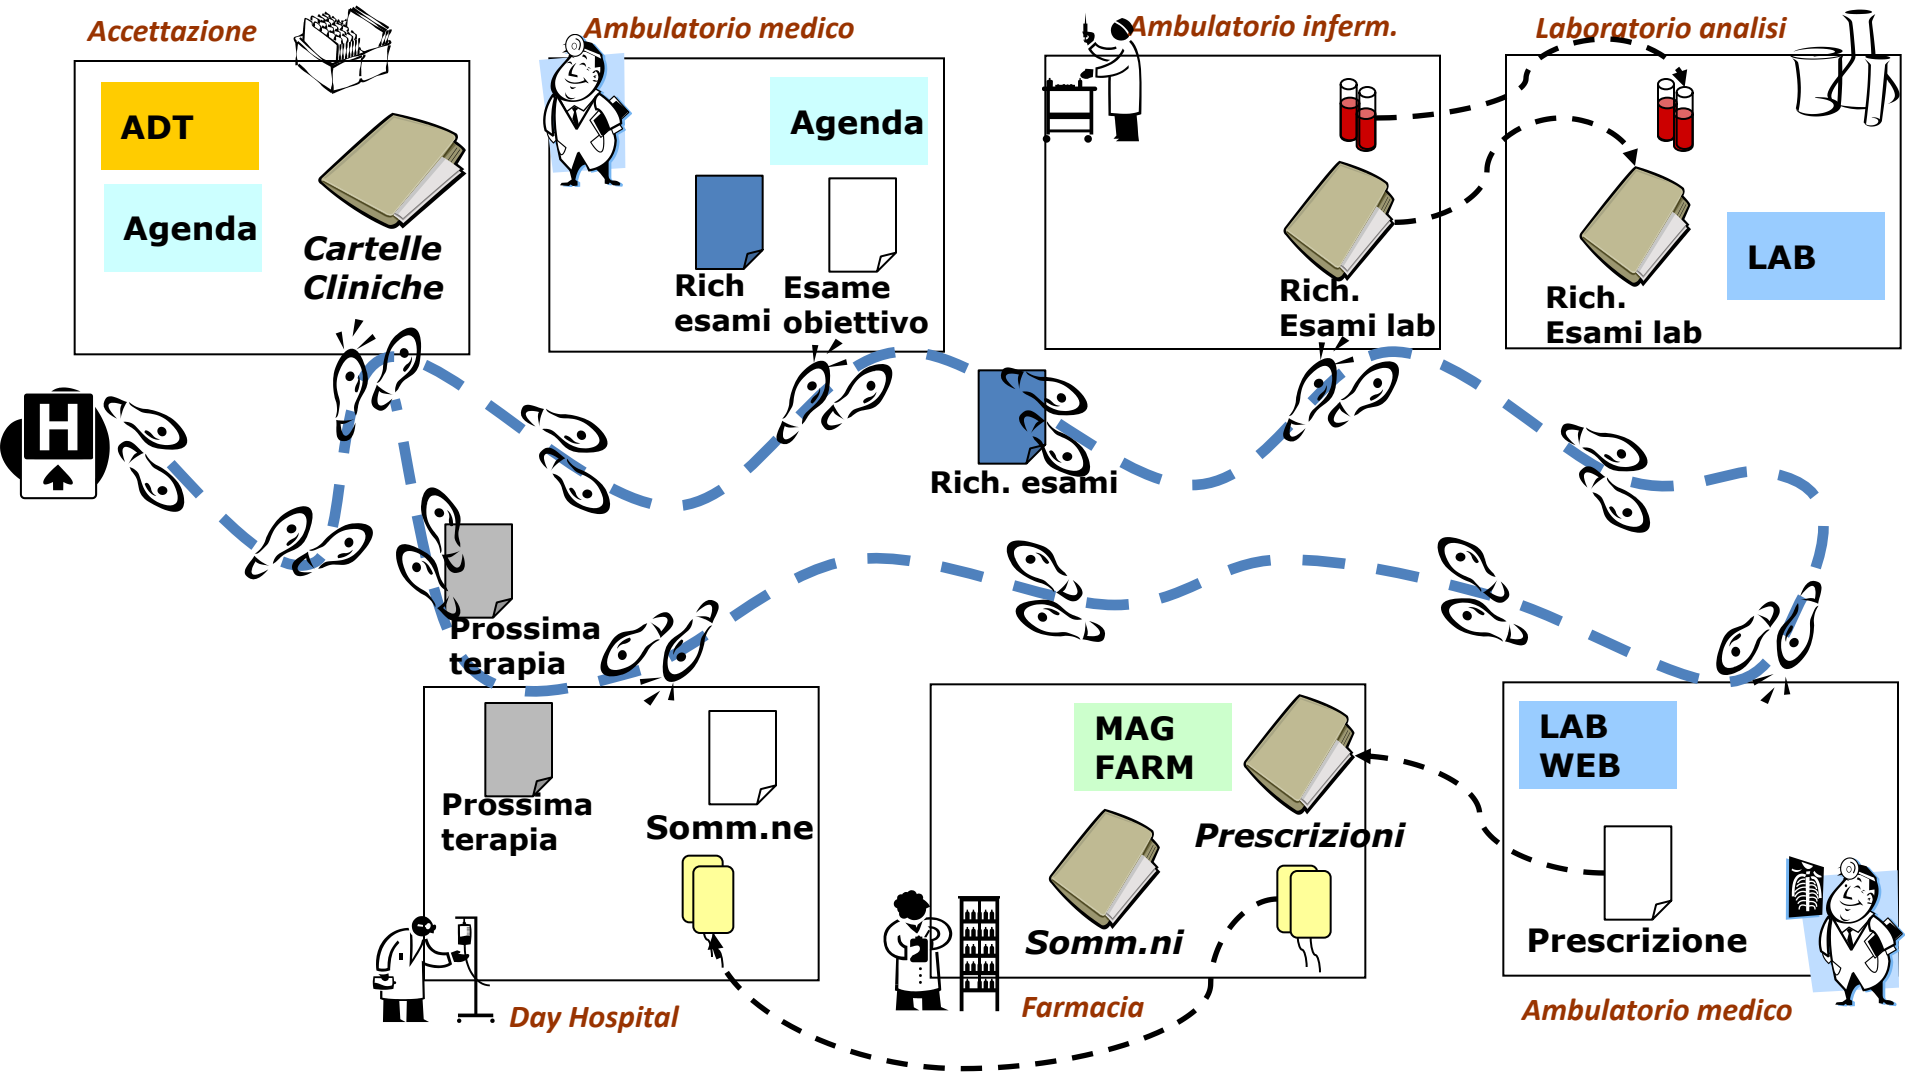 Accettazione
ADT
Agenda
Cartelle
Cliniche
Ambulatorio medico
Agenda
Rich
esami
Esame
obiettivo
Ambulatorio inferm.
Rich.
Esami lab
Laboratorio analisi
LAB
Rich.
Esami lab
H
Rich. esami
Prossima
terapia
Prossima
terapia
Somm.ne
Day Hospital
MAG
FARM
Prescrizioni
Somm.ni
Farmacia
LAB
WEB
Prescrizione
Ambulatorio medico